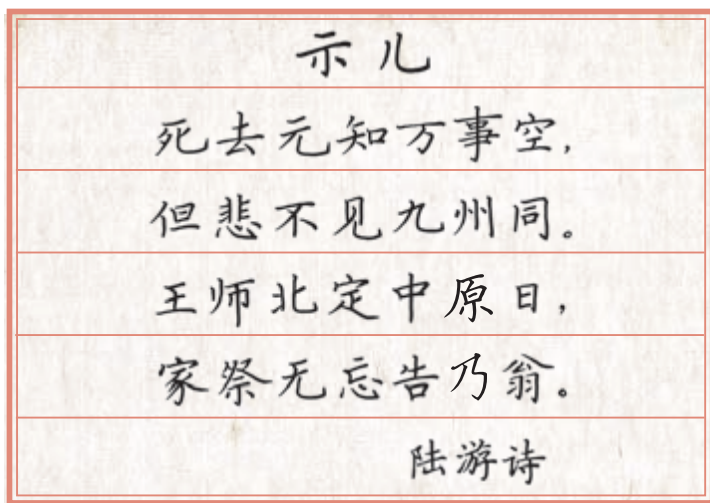 示儿
死去元知万事空，
但悲不见九州同。
王师北定中原日，
家祭无忘告乃翁。
陆游诗